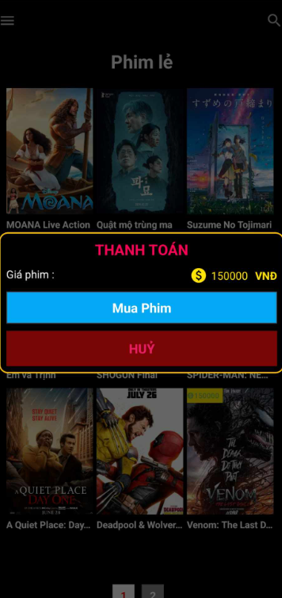 Phim lẻ
MOANA
MOANA Live Action
파묘
Quật mộ trùng ma
すずめの戸締まり
Suzume No Tojimari
THANH TOÁN
Giá phim :
$ 150000 VNĐ
Mua Phim
HUỶ
Em và Trịnh
SHOGUN Final
SPIDER-MAN: NE...
A QUIET PLACE
DAY ONE
A Quiet Place: Day...
JULY 26
Deadpool & Wolver...
VENOM
Venom: The Last D...
1
2